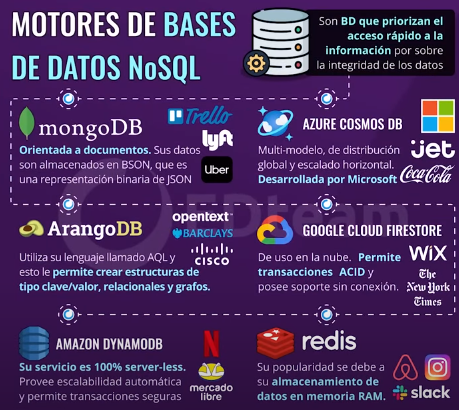 MOTORES DE BASES
DE DATOS NoSQL
Son BD que priorizan el
acceso rápido a la
información por sobre
la integridad de los datos
mongoDB
Orientada a documentos. Sus datos
son almacenados en BSON, que es
una representación binaria de JSON
Trello
lyft
Uber
AZURE COSMOS DB
Multi-modelo, de distribución
global y escalado horizontal.
Desarrollada por Microsoft
jet
Coca-Cola
EDteam
ArangoDB
Utiliza su lenguaje llamado AQL y
esto le permite crear estructuras de
tipo clave/valor, relacionales y grafos.
opentext™
BARCLAYS
CISCO
GOOGLE CLOUD FIRESTORE
De uso en la nube. Permite
transacciones ACID y
posee soporte sin conexión.
WiX
The
New York
Times
AMAZON DYNAMODB
Su servicio es 100% server-less.
Provee escalabilidad automática
y permite transacciones seguras
N
mercado
libre
redis
Su popularidad se debe a
su almacenamiento de
datos en memoria RAM.
slack